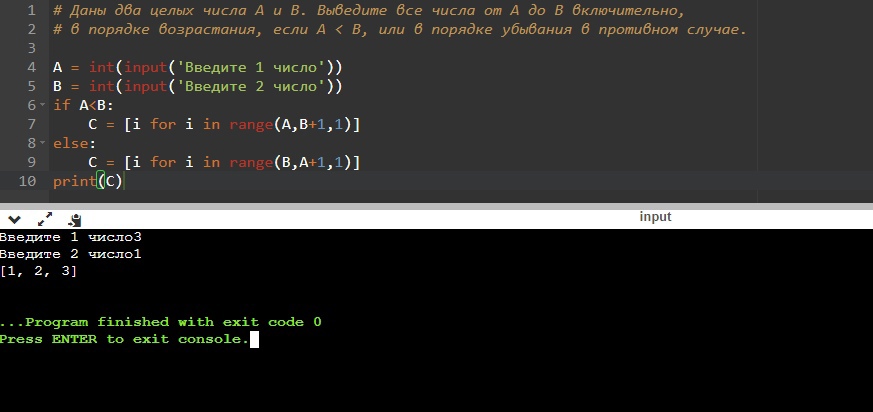 1 # Даны два целых числа A и В. Выведите все числа от A до B включительно,
2 # в порядке возрастания, если A < B, или в порядке убывания в противном случае.
3
4 A = int(input('Введите 1 число'))
5 B = int(input('Введите 2 число'))
6 if A<B:
7     C = [i for i in range(A,B+1,1)]
8 else:
9     C = [i for i in range(B,A+1,1)]
10 print(C)
input
Введите 1 число3
Введите 2 число1
[1, 2, 3]
...Program finished with exit code 0
Press ENTER to exit console.